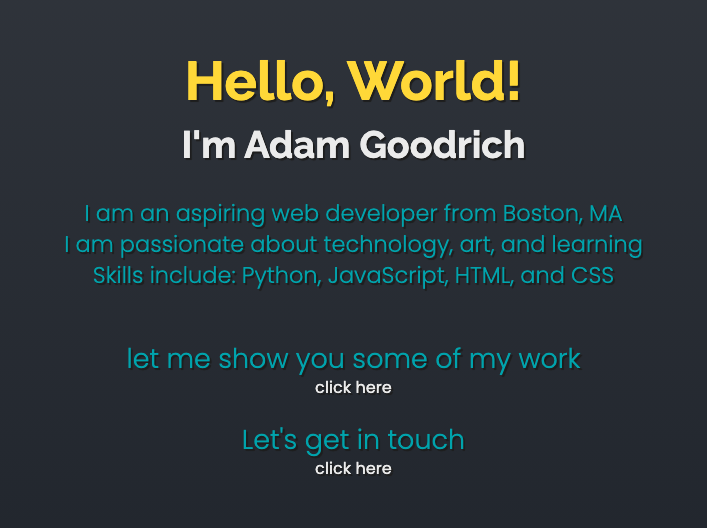 Hello, World!
I'm Adam Goodrich
I am an aspiring web developer from Boston, MA
I am passionate about technology, art, and learning
Skills include: Python, JavaScript, HTML, and CSS
let me show you some of my work
click here
Let's get in touch
click here